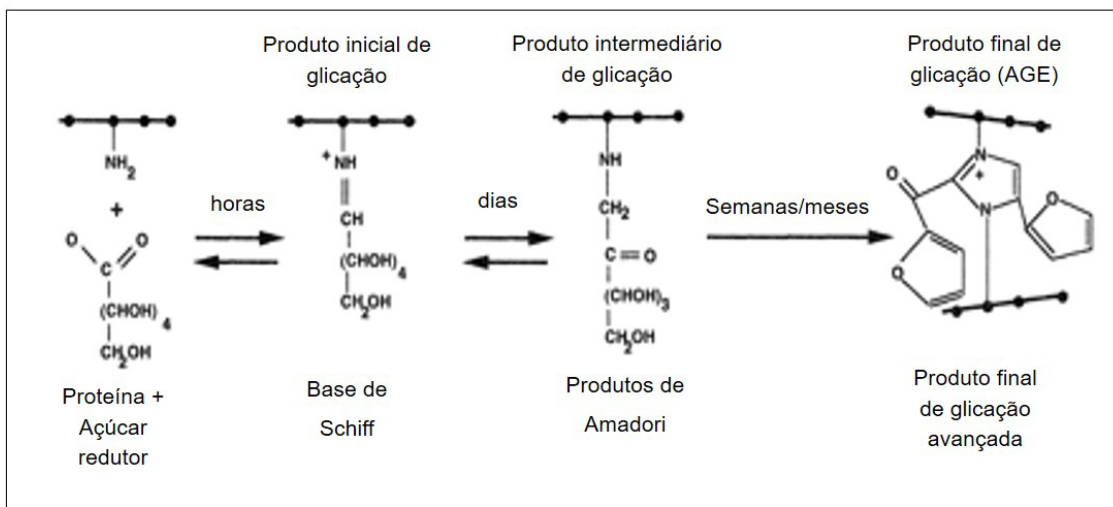 Produto inicial de
glicação
Produto intermediário
de glicação
Produto final de
glicação (AGE)
NH2
+
O O
C
(CHOH)4
CH2OH
Proteína +
Açúcar
redutor
horas
+NH
CH
(CHOH)4
CH2OH
Base de
Schiff
dias
NH
CH2
C=O
(CHOH)3
CH2OH
Produtos de
Amadori
Semanas/meses
N
+
O
N
O
O
Produto final
de glicação
avançada